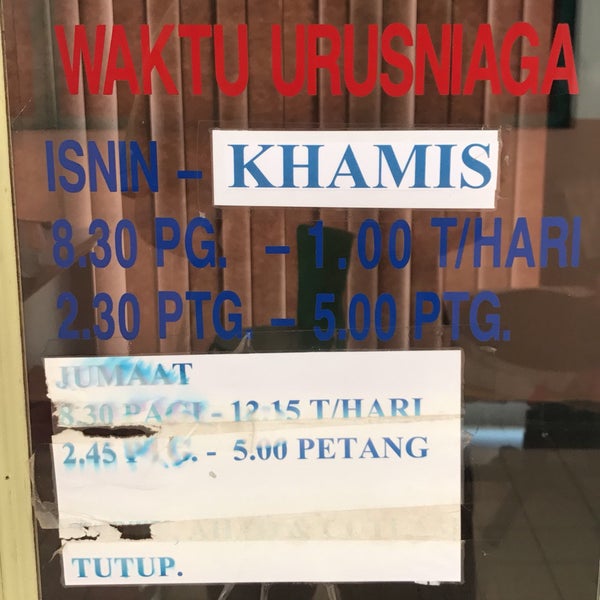 WAKTU URUSNIAGA
ISNIN - KHAMIS
8.30 PG. - 1.00 T/HARI
2.30 PTG. - 5.00 PTG.
JUMAAT
8.30 PAGI - 12.15 T/HARI
2.45 PTG. - 5.00 PETANG
TUTUP.